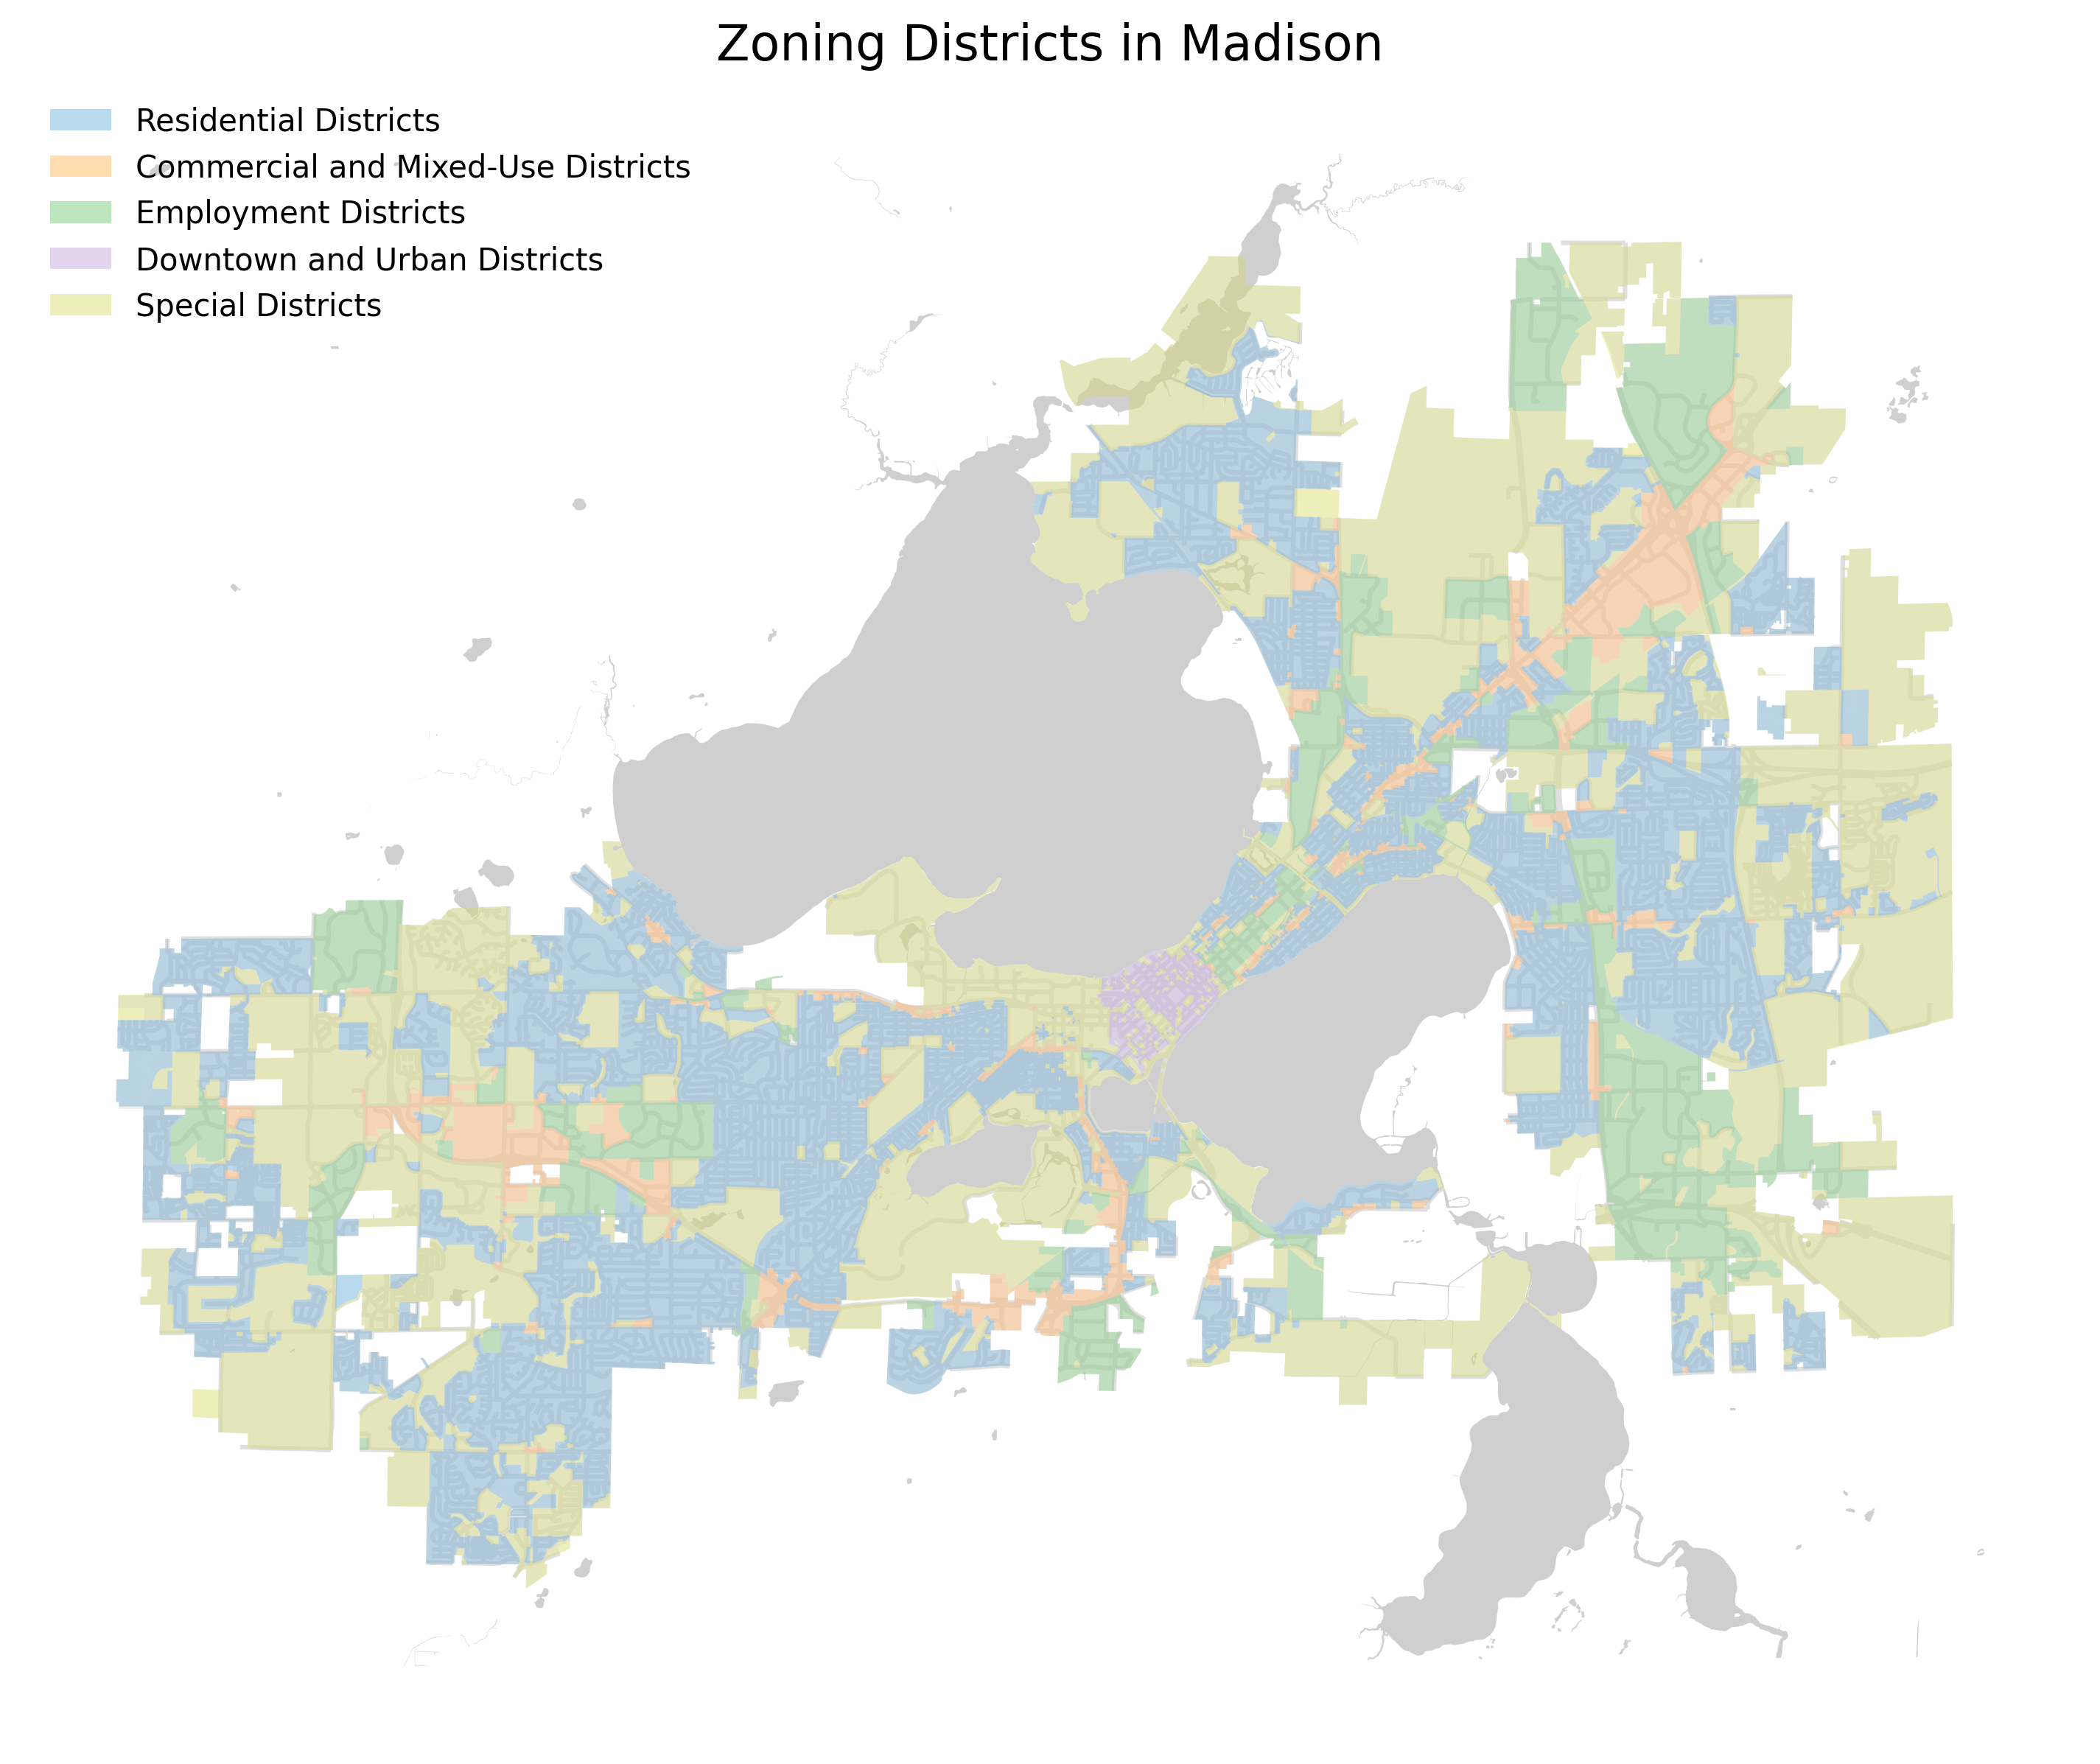 Zoning Districts in Madison
Residential Districts
Commercial and Mixed-Use Districts
Employment Districts
Downtown and Urban Districts
Special Districts